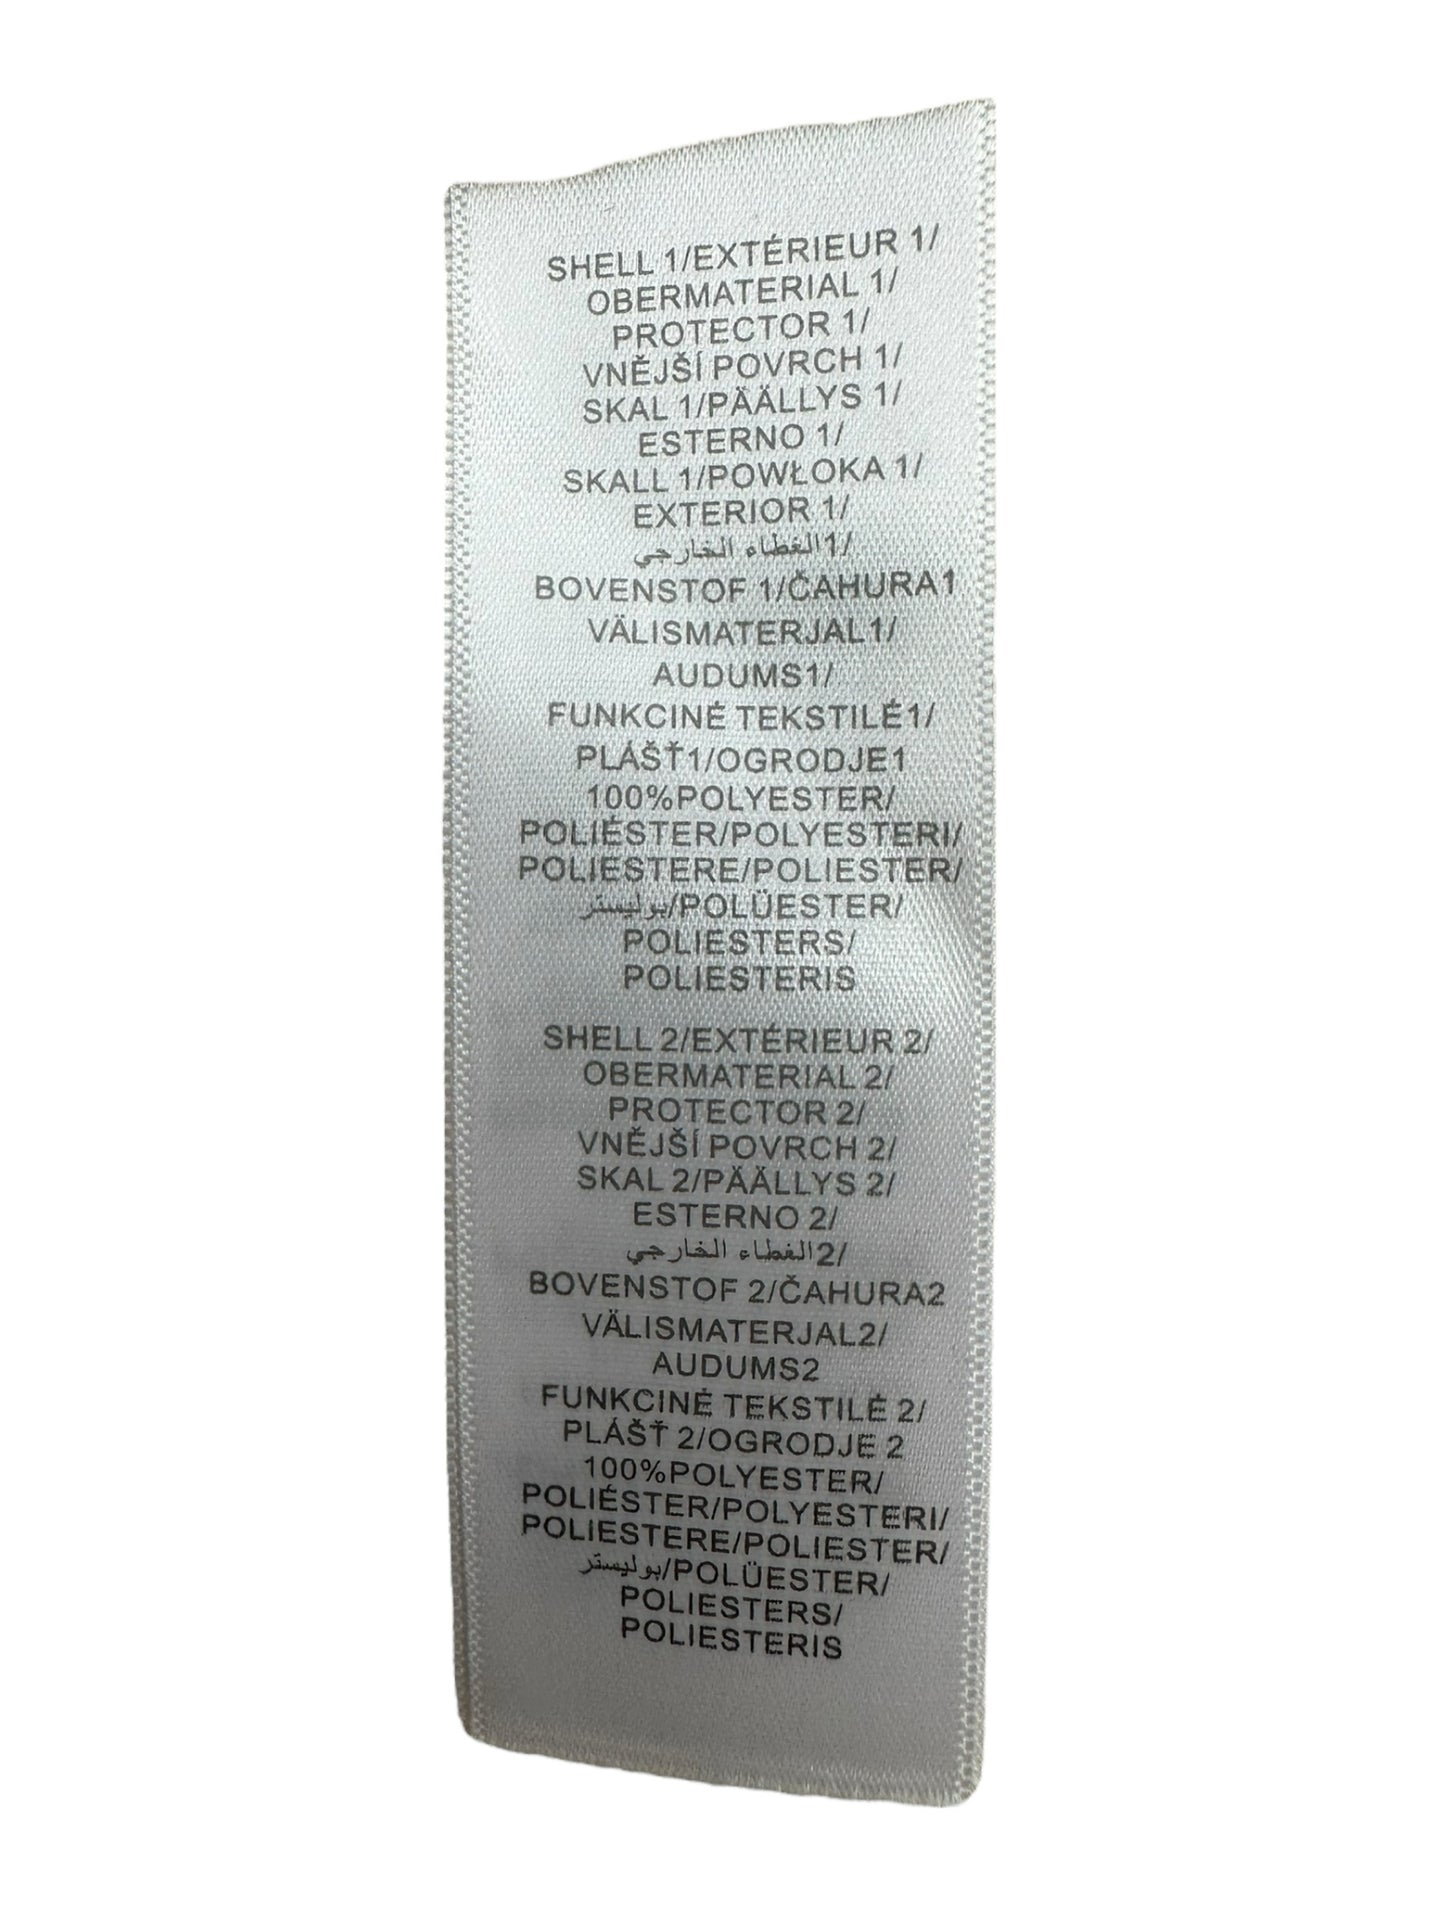 SHELL 1/EXTÉRIEUR 1/
OBERMATERIAL 1/
PROTECTOR 1/
VNĚJŠÍ POVRCH 1/
SKAL 1/PÄÄLLYS 1/
ESTERNO 1/
SKALL 1/POWŁOKA 1/
EXTERIOR 1/
الغطاء الخارجي1/
BOVENSTOF 1/ČAHURA1
VÄLISMATERJAL1/
AUDUMS1/
FUNKCINĖ TEKSTILĖ1/
PLÁŠŤ1/OGRODJE1
100%POLYESTER/
POLIÉSTER/POLYESTERI/
POLIESTERE/POLIESTER/
بوليستر/POLÜESTER/
POLIESTERS/
POLIESTERIS
SHELL 2/EXTÉRIEUR 2/
OBERMATERIAL 2/
PROTECTOR 2/
VNĚJŠÍ POVRCH 2/
SKAL 2/PÄÄLLYS 2/
ESTERNO 2/
الغطاء الخارجي2/
BOVENSTOF 2/ČAHURA2
VÄLISMATERJAL2/
AUDUMS2
FUNKCINĖ TEKSTILĖ 2/
PLÁŠŤ 2/OGRODJE 2
100%POLYESTER/
POLIÉSTER/POLYESTERI/
POLIESTERE/POLIESTER/
بوليستر/POLÜESTER/
POLIESTERS/
POLIESTERIS